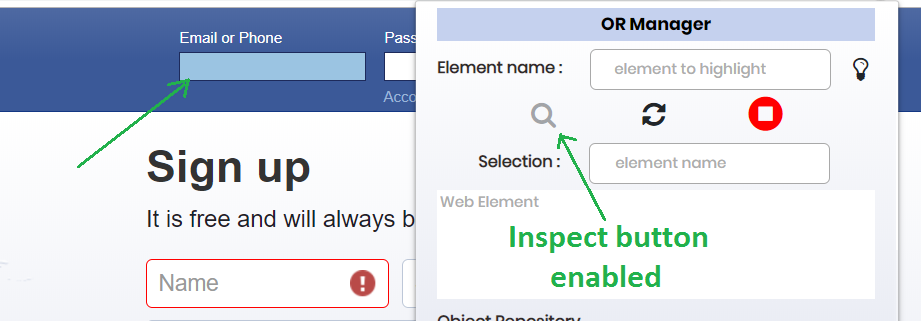 Email or Phone
Pass
Acco
Sign up
It is free and will always b
Name
OR Manager
Element name :
element to highlight
Selection :
element name
Web Element
Inspect button
enabled
Object Repository